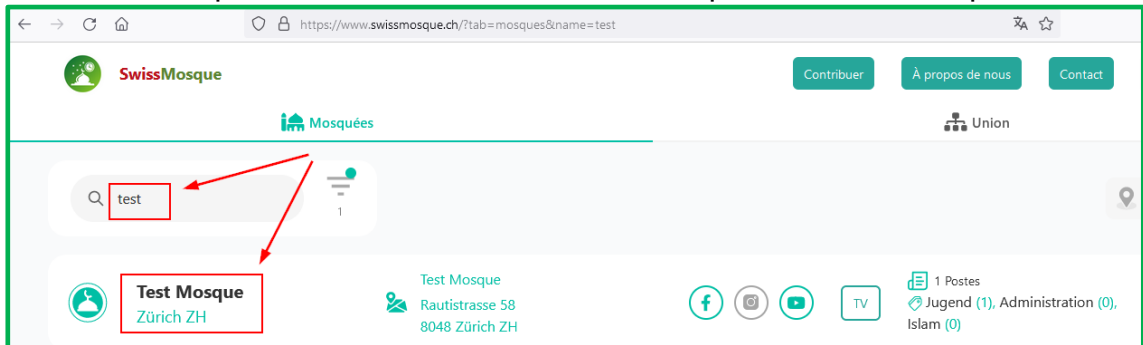 https://www.swissmosque.ch/?tab=mosques&name=test
SwissMosque
Contribuer
À propos de nous
Contact
Mosquées
Union
test
1
Test Mosque
Zürich ZH
Test Mosque
Rautistrasse 58
8048 Zürich ZH
TV
1 Postes
Jugend (1), Administration (0),
Islam (0)